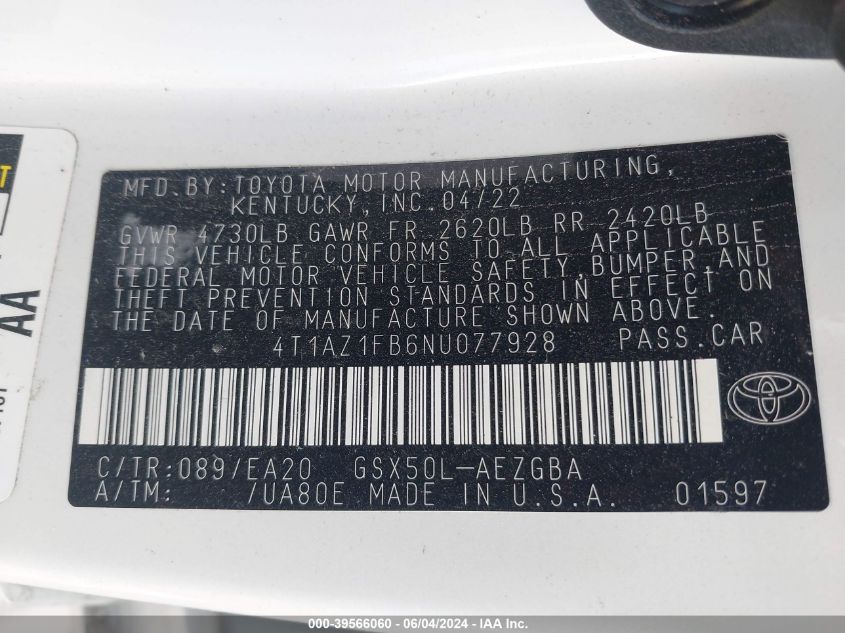 MFD. BY: TOYOTA MOTOR MANUFACTURING,
KENTUCKY, INC. 04/22
GVWR 4730LB GAWR FR 2620LB RR 2420LB
THIS VEHICLE CONFORMS TO ALL APPLICABLE
FEDERAL MOTOR VEHICLE SAFETY, BUMPER, AND
THEFT PREVENTION STANDARDS IN EFFECT ON
THE DATE OF MANUFACTURE SHOWN ABOVE.
4T1AZ1FB6NU077928 PASS. CAR
C/TR: 089/EA20 GSX50L-AEZGBA
A/TM: /UA80E MADE IN U.S.A. 01597
AA
000-39566060 - 06/04/2024 - IAA Inc.